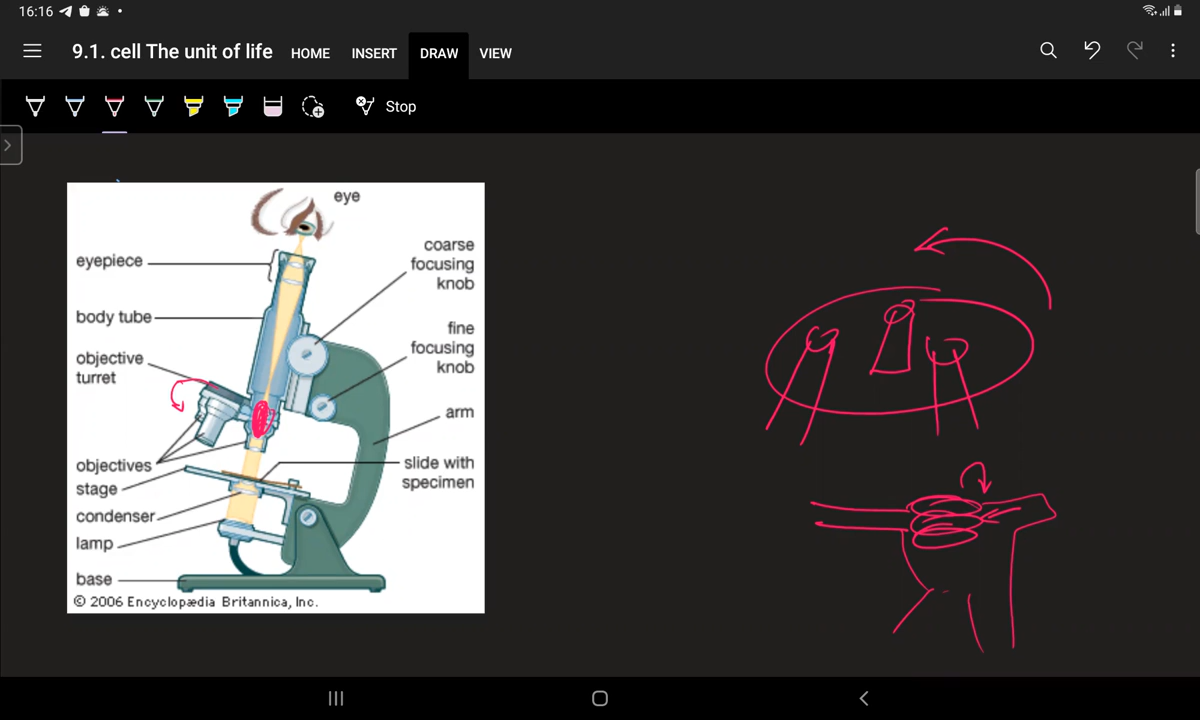 16:16
9.1. cell The unit of life HOME INSERT DRAW VIEW
Stop
eye
eyepiece
coarse
focusing
knob
body tube
fine
focusing
knob
objective
turret
arm
objectives
slide with
specimen
stage
condenser
lamp
base
© 2006 Encyclopædia Britannica, Inc.